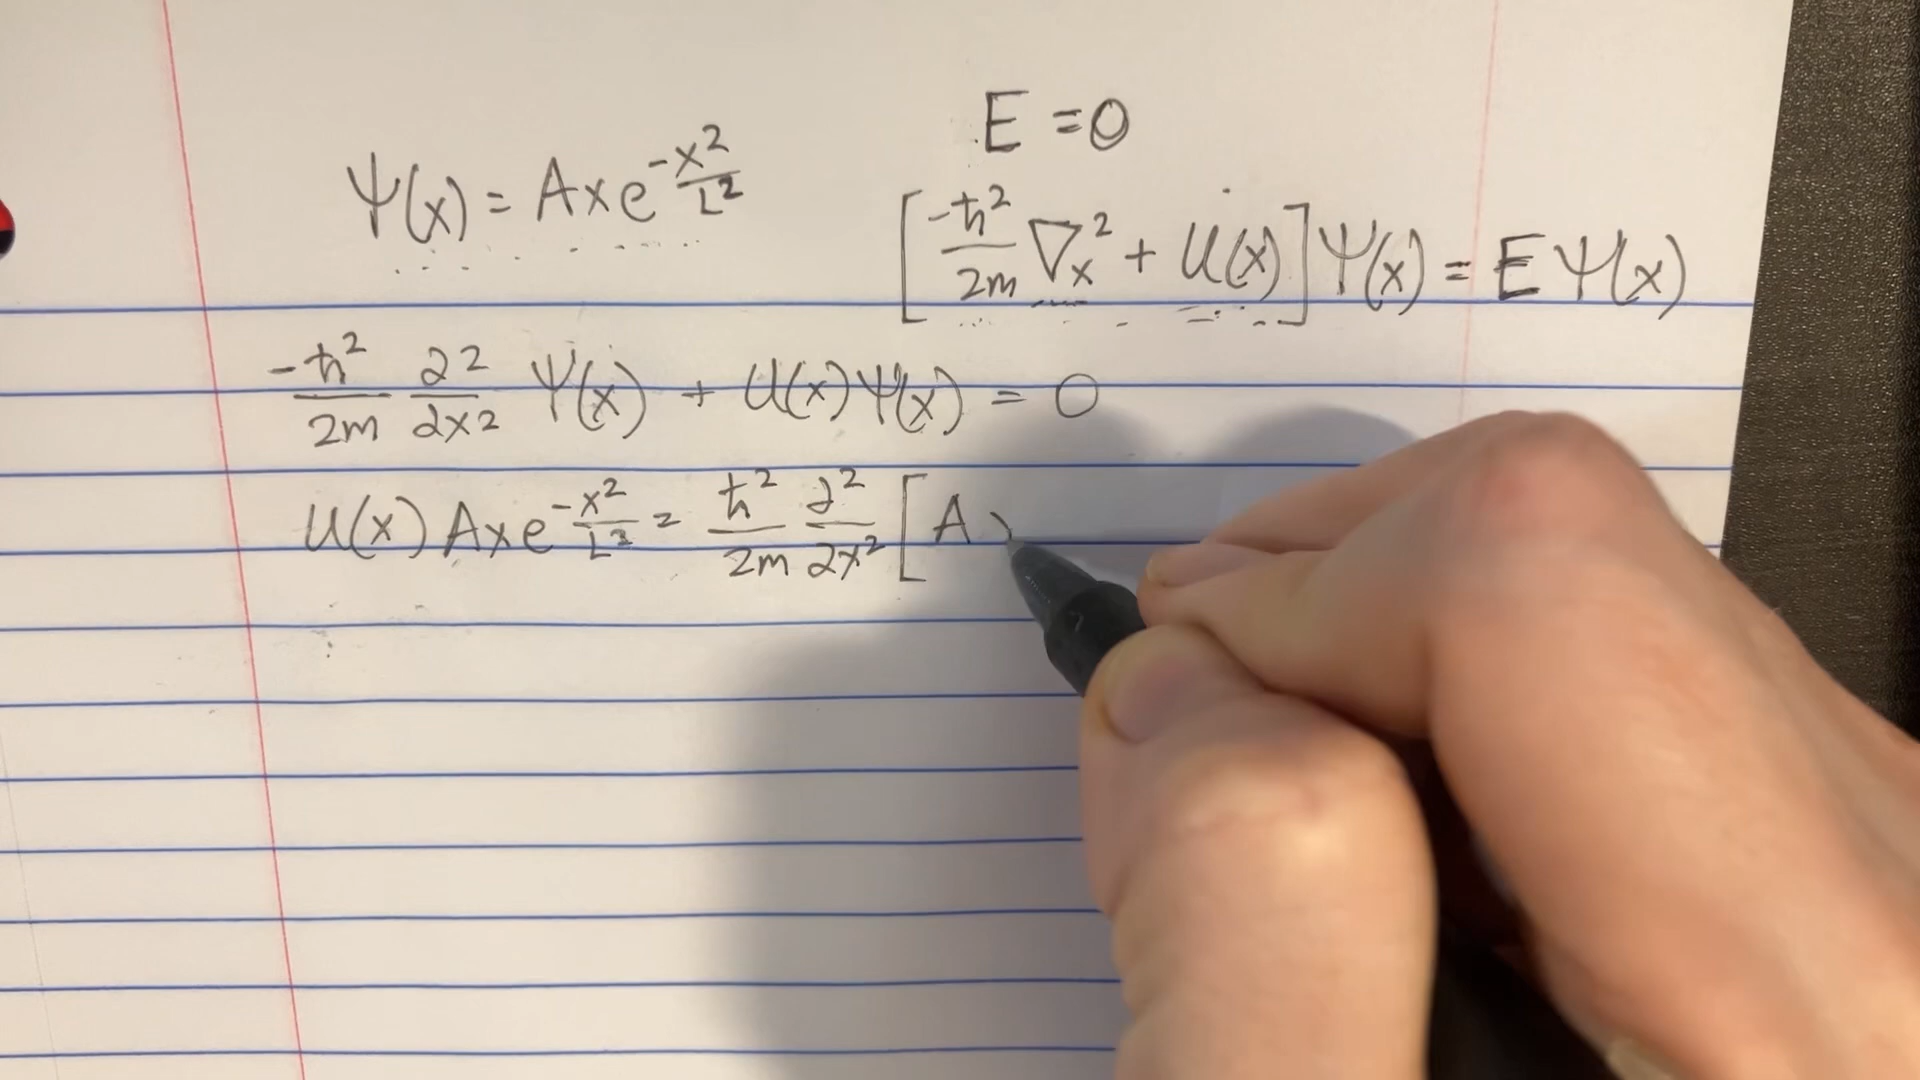 E = 0
Ψ(x) = Axe^{-x²/L²}
[-ħ²/2m ∇ₓ² + U(x)]Ψ(x) = EΨ(x)
-ħ²/2m ∂²/∂x² Ψ(x) + U(x)Ψ(x) = 0
U(x)Axe^{-x²/L²} = ħ²/2m ∂²/∂x² [A